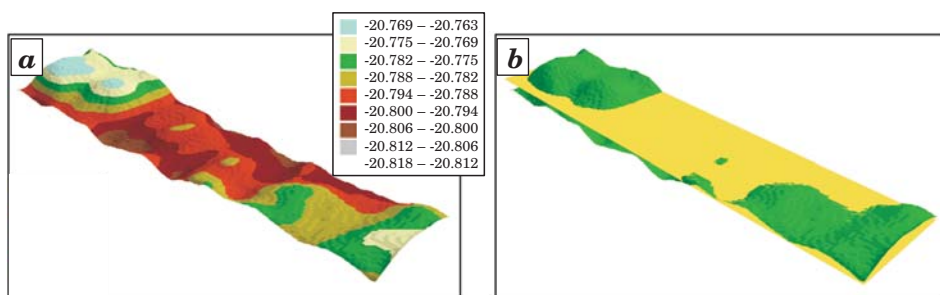 a
-20.769 – -20.763
-20.775 – -20.769
-20.782 – -20.775
-20.788 – -20.782
-20.794 – -20.788
-20.800 – -20.794
-20.806 – -20.800
-20.812 – -20.806
-20.818 – -20.812
b